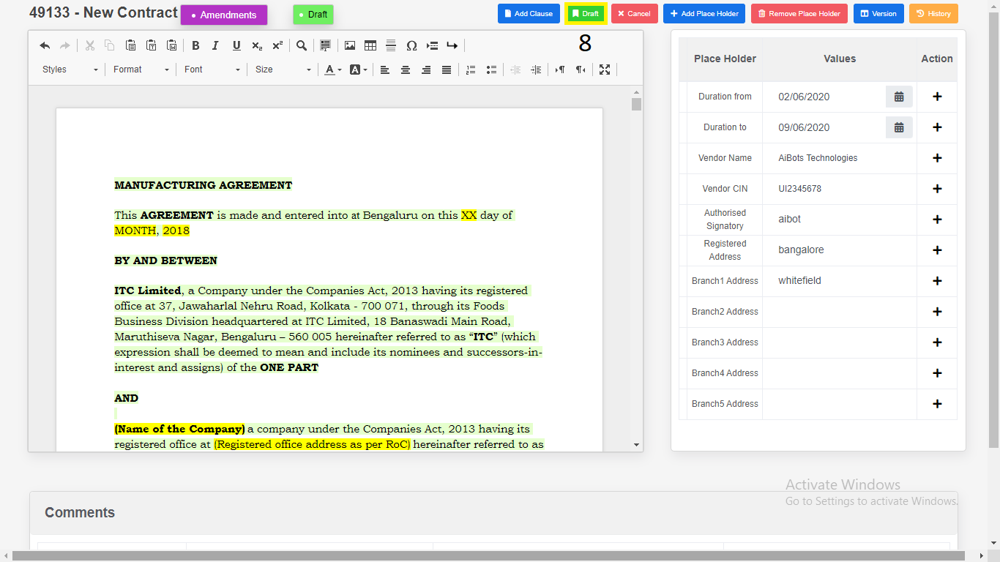 49133 - New Contract
Amendments
Draft
Add Clause
Draft
Cancel
Add Place Holder
Remove Place Holder
Version
History
8
B I U X₂ X²
Styles Format Font Size
MANUFACTURING AGREEMENT
This AGREEMENT is made and entered into at Bengaluru on this XX day of
MONTH, 2018
BY AND BETWEEN
ITC Limited, a Company under the Companies Act, 2013 having its registered
office at 37, Jawaharlal Nehru Road, Kolkata - 700 071, through its Foods
Business Division headquartered at ITC Limited, 18 Banaswadi Main Road,
Maruthiseva Nagar, Bengaluru – 560 005 hereinafter referred to as “ITC” (which
expression shall be deemed to mean and include its nominees and successors-in-
interest and assigns) of the ONE PART
AND
(Name of the Company) a company under the Companies Act, 2013 having its
registered office at (Registered office address as per RoC) hereinafter referred to as
Place Holder Values Action
Duration from 02/06/2020
Duration to 09/06/2020
Vendor Name AiBots Technologies
Vendor CIN UI2345678
Authorised
Signatory aibot
Registered
Address bangalore
Branch1 Address whitefield
Branch2 Address
Branch3 Address
Branch4 Address
Branch5 Address
Activate Windows
Go to Settings to activate Windows.
Comments